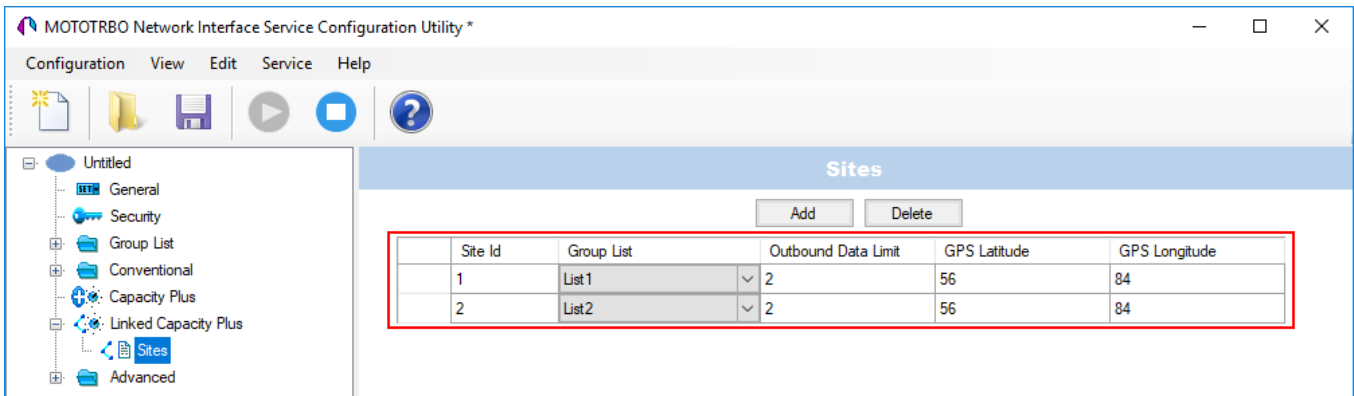 MOTOTRBO Network Interface Service Configuration Utility *
Configuration View Edit Service Help
Untitled
SET
General
Security
Group List
Conventional
Capacity Plus
Linked Capacity Plus
Sites
Advanced
Sites
Add Delete
Site Id Group List Outbound Data Limit GPS Latitude GPS Longitude
1 List1 2 56 84
2 List2 2 56 84